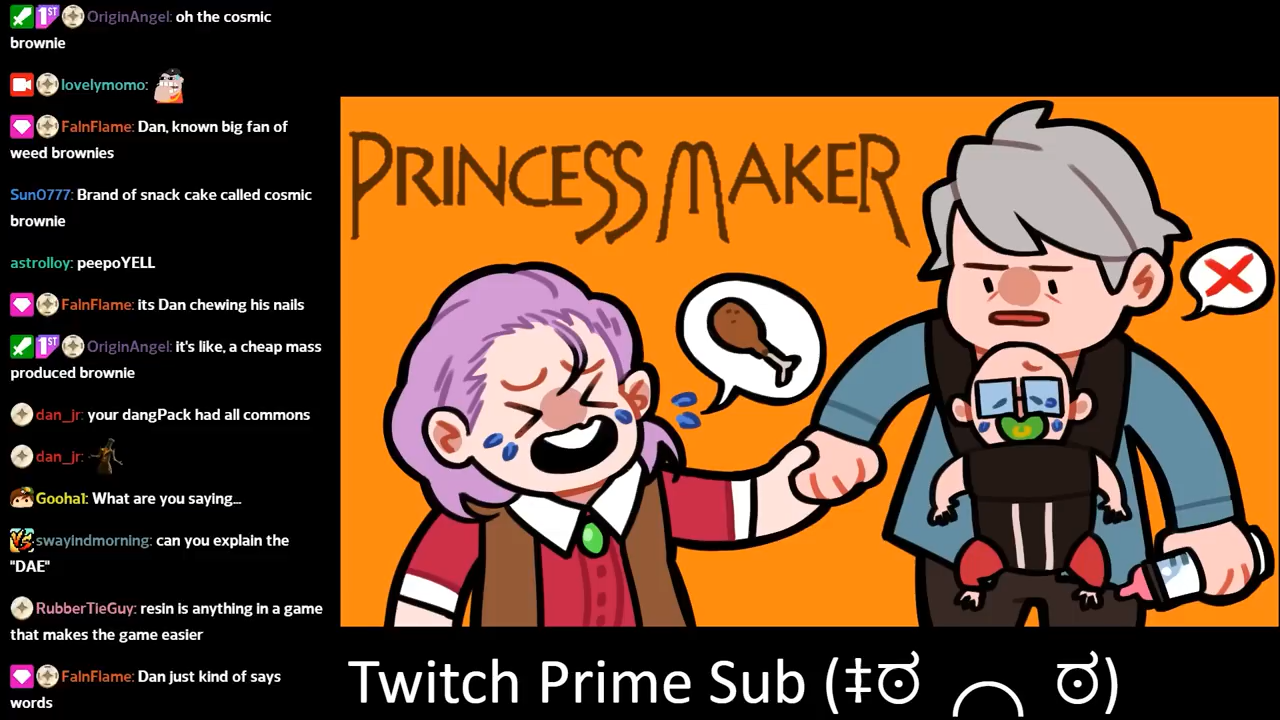 OriginAngel: oh the cosmic
brownie
lovelymomo:
FalnFlame: Dan, known big fan of
weed brownies
Sun0777: Brand of snack cake called cosmic
brownie
astrolloy: peepoYELL
FalnFlame: its Dan chewing his nails
OriginAngel: it's like, a cheap mass
produced brownie
dan_jr: your dangPack had all commons
dan_jr:
Gooha1: What are you saying...
swayindmorning: can you explain the
"DAE"
RubberTieGuy: resin is anything in a game
that makes the game easier
FalnFlame: Dan just kind of says
words
PRINCESS MAKER
Twitch Prime Sub (‡ಠ ╭╮ ಠ)